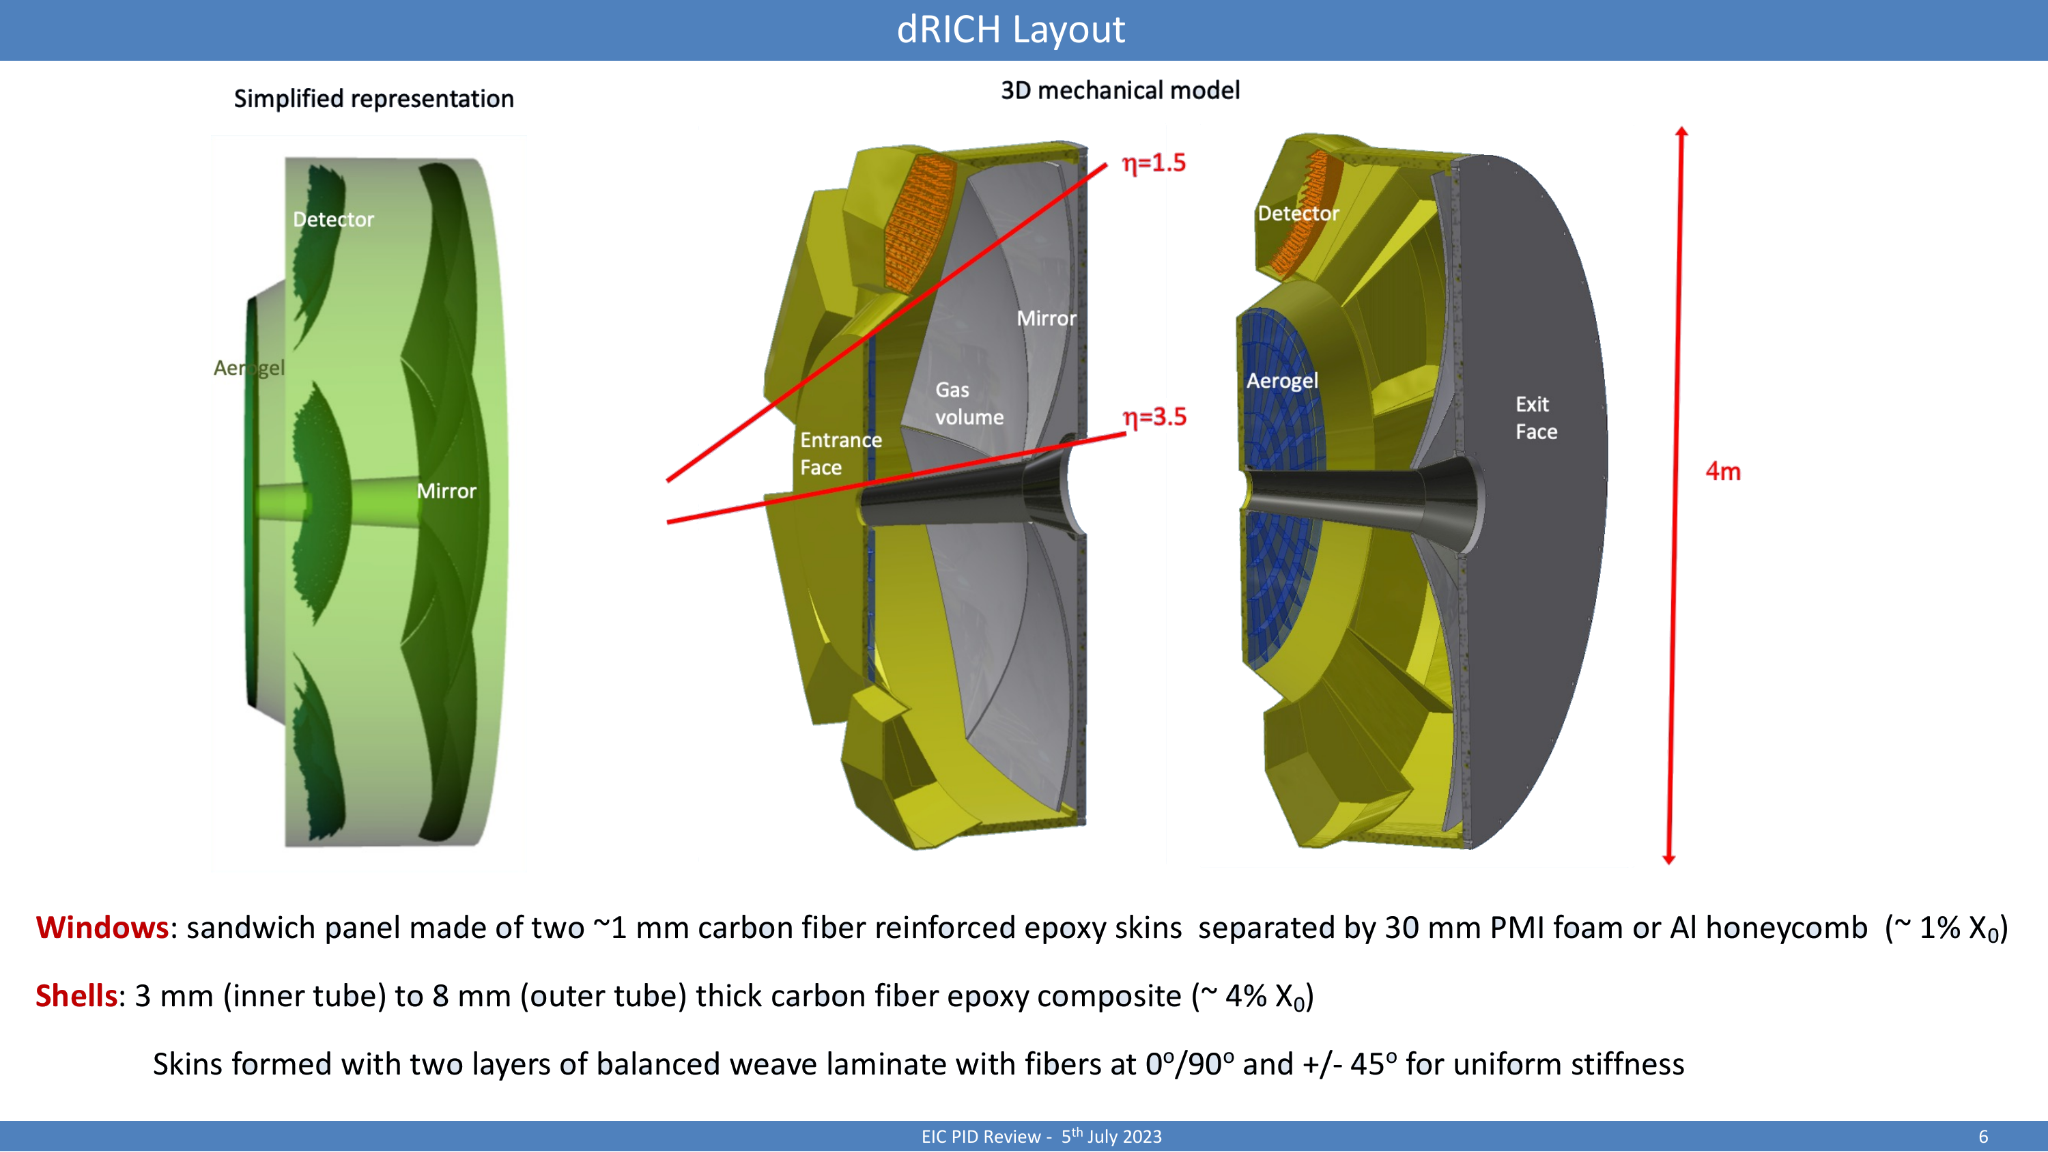 dRICH Layout
Simplified representation
3D mechanical model
Detector
Aerogel
Mirror
η=1.5
Mirror
Gas
volume
η=3.5
Entrance
Face
Detector
Aerogel
Exit
Face
4m
Windows: sandwich panel made of two ~1 mm carbon fiber reinforced epoxy skins separated by 30 mm PMI foam or Al honeycomb (~ 1% X₀)
Shells: 3 mm (inner tube) to 8 mm (outer tube) thick carbon fiber epoxy composite (~ 4% X₀)
Skins formed with two layers of balanced weave laminate with fibers at 0º/90º and +/- 45º for uniform stiffness
EIC PID Review - 5th July 2023
6